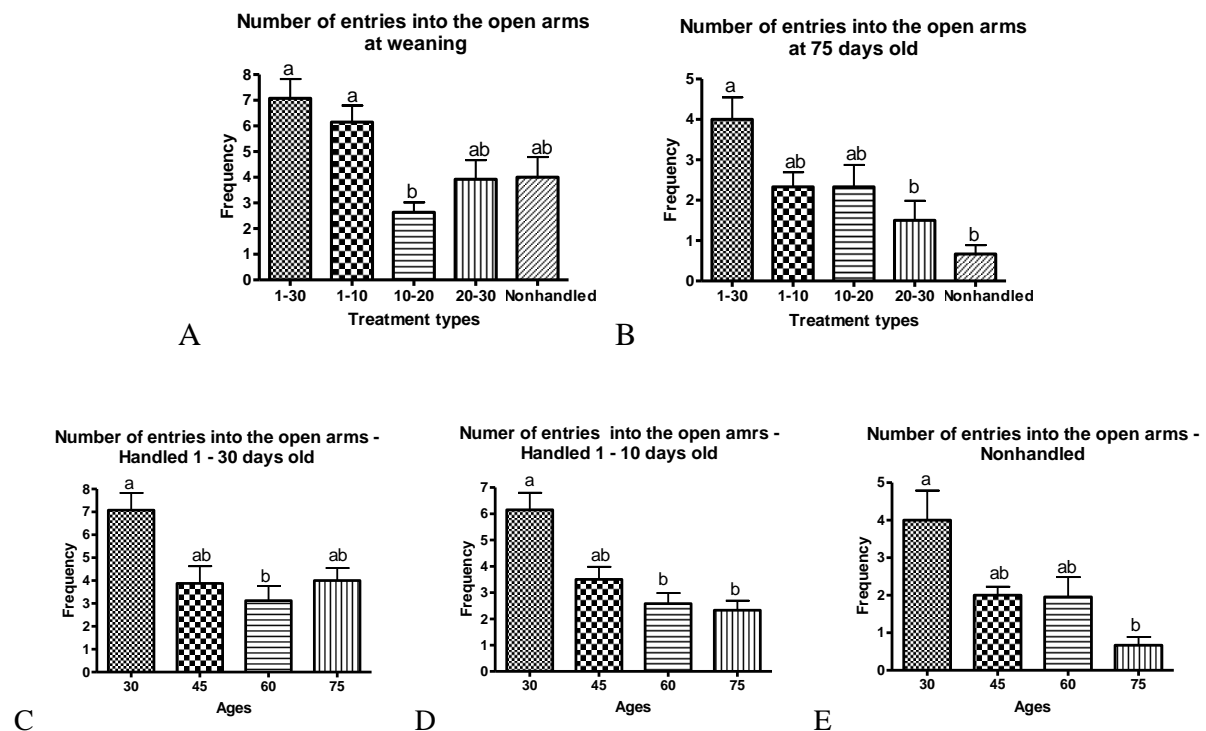 Number of entries into the open arms
at weaning
8
7
6
5
4
3
2
1
0
Frequency
a
a
b
ab
ab
1-30 1-10 10-20 20-30 Nonhandled
Treatment types
A
Number of entries into the open arms
at 75 days old
5
4
3
2
1
0
Frequency
a
ab
ab
b
b
1-30 1-10 10-20 20-30 Nonhandled
Treatment types
B
Number of entries into the open arms -
Handled 1 - 30 days old
8
7
6
5
4
3
2
1
0
Frequency
a
ab
b
ab
30 45 60 75
Ages
C
Numer of entries into the open amrs -
Handled 1 - 10 days old
7
6
5
4
3
2
1
0
Frequency
a
ab
b
b
30 45 60 75
Ages
D
Number of entries into the open arms -
Nonhandled
5
4
3
2
1
0
Frequency
a
ab
ab
b
30 45 60 75
Ages
E